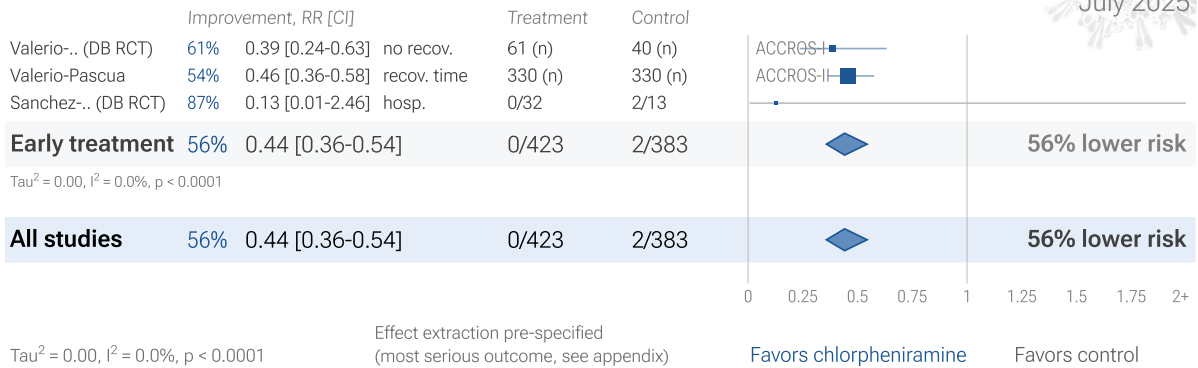 July 2025
Improvement, RR [CI] Treatment Control
Valerio-.. (DB RCT) 61% 0.39 [0.24-0.63] no recov. 61 (n) 40 (n) ACCROS-I
Valerio-Pascua 54% 0.46 [0.36-0.58] recov. time 330 (n) 330 (n) ACCROS-II
Sanchez-.. (DB RCT) 87% 0.13 [0.01-2.46] hosp. 0/32 2/13
Early treatment 56% 0.44 [0.36-0.54] 0/423 2/383 56% lower risk
Tau² = 0.00, I² = 0.0%, p < 0.0001
All studies 56% 0.44 [0.36-0.54] 0/423 2/383 56% lower risk
0 0.25 0.5 0.75 1 1.25 1.5 1.75 2+
Effect extraction pre-specified
Tau² = 0.00, I² = 0.0%, p < 0.0001 (most serious outcome, see appendix) Favors chlorpheniramine Favors control